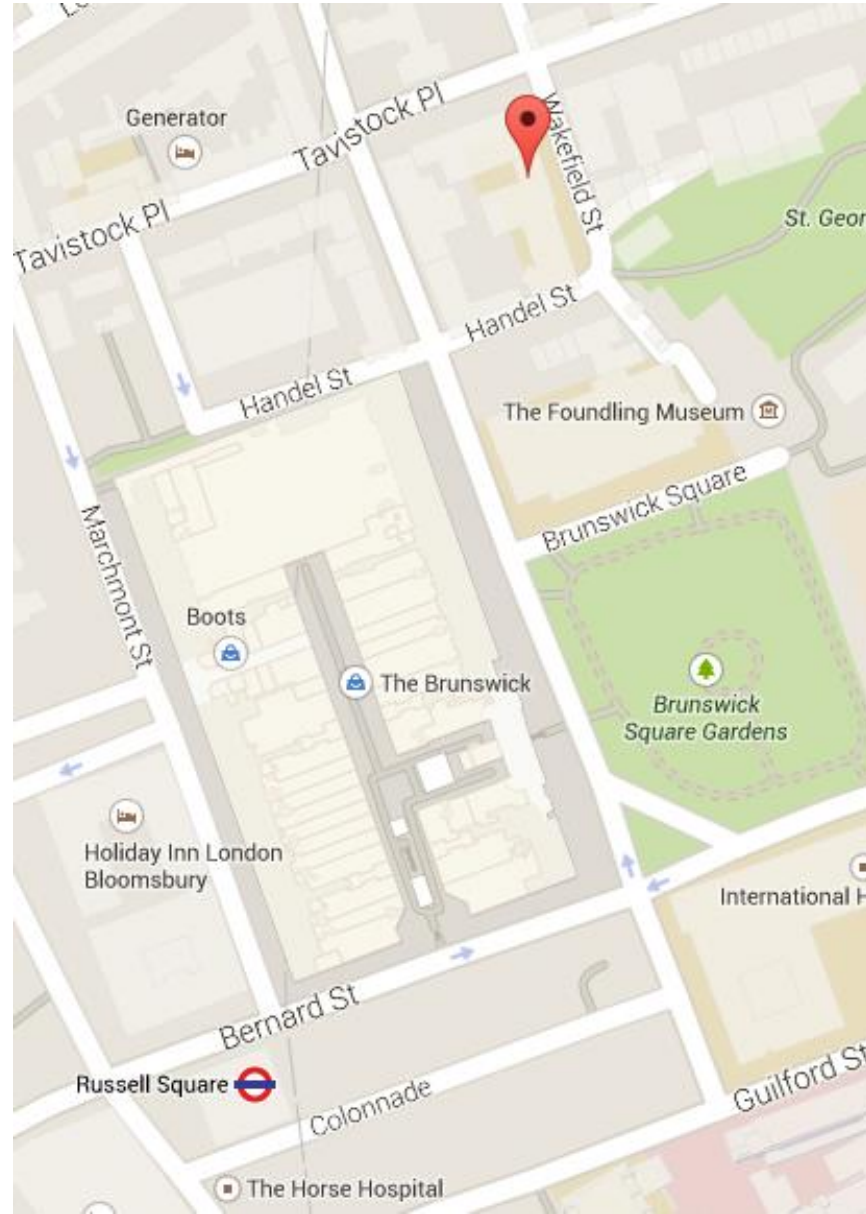 Generator
Tavistock Pl
Wakefield St
Tavistock Pl
St. Geor
Handel St
Handel St
The Foundling Museum
Brunswick Square
Marchmont St
Boots
The Brunswick
Brunswick
Square Gardens
Holiday Inn London
Bloomsbury
International H
Bernard St
Guilford St
Russell Square
Colonnade
The Horse Hospital